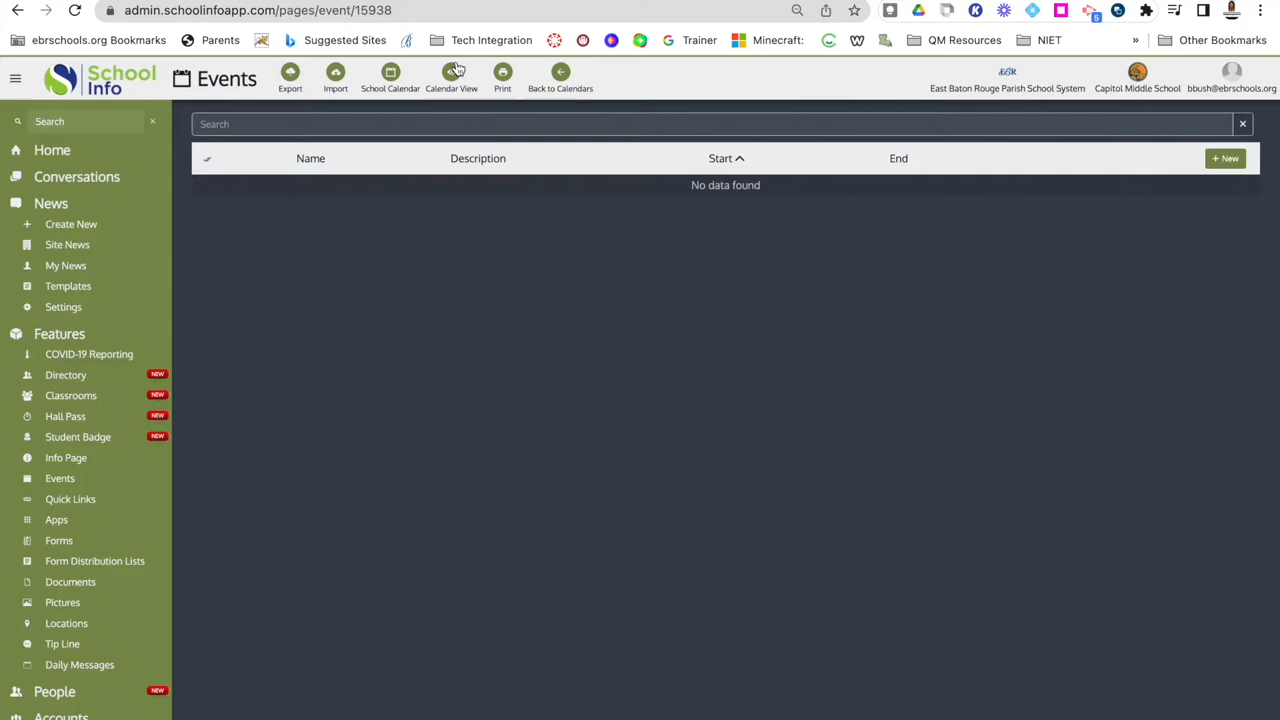 admin.schoolinfoapp.com/pages/event/15938
5
ebrschools.org Bookmarks Parents Suggested Sites Tech Integration Trainer Minecraft: QM Resources NIET » Other Bookmarks
School Info
Events
Export Import School Calendar Calendar View Print Back to Calendars
East Baton Rouge Parish School System Capitol Middle School bbush@ebrschools.org
Search
Search
Name Description Start End + New
No data found
Home
Conversations
News
Create New
Site News
My News
Templates
Settings
Features
COVID-19 Reporting
Directory NEW
Classrooms NEW
Hall Pass NEW
Student Badge NEW
Info Page
Events
Quick Links
Apps
Forms
Form Distribution Lists
Documents
Pictures
Locations
Tip Line
Daily Messages
People NEW
Accounts